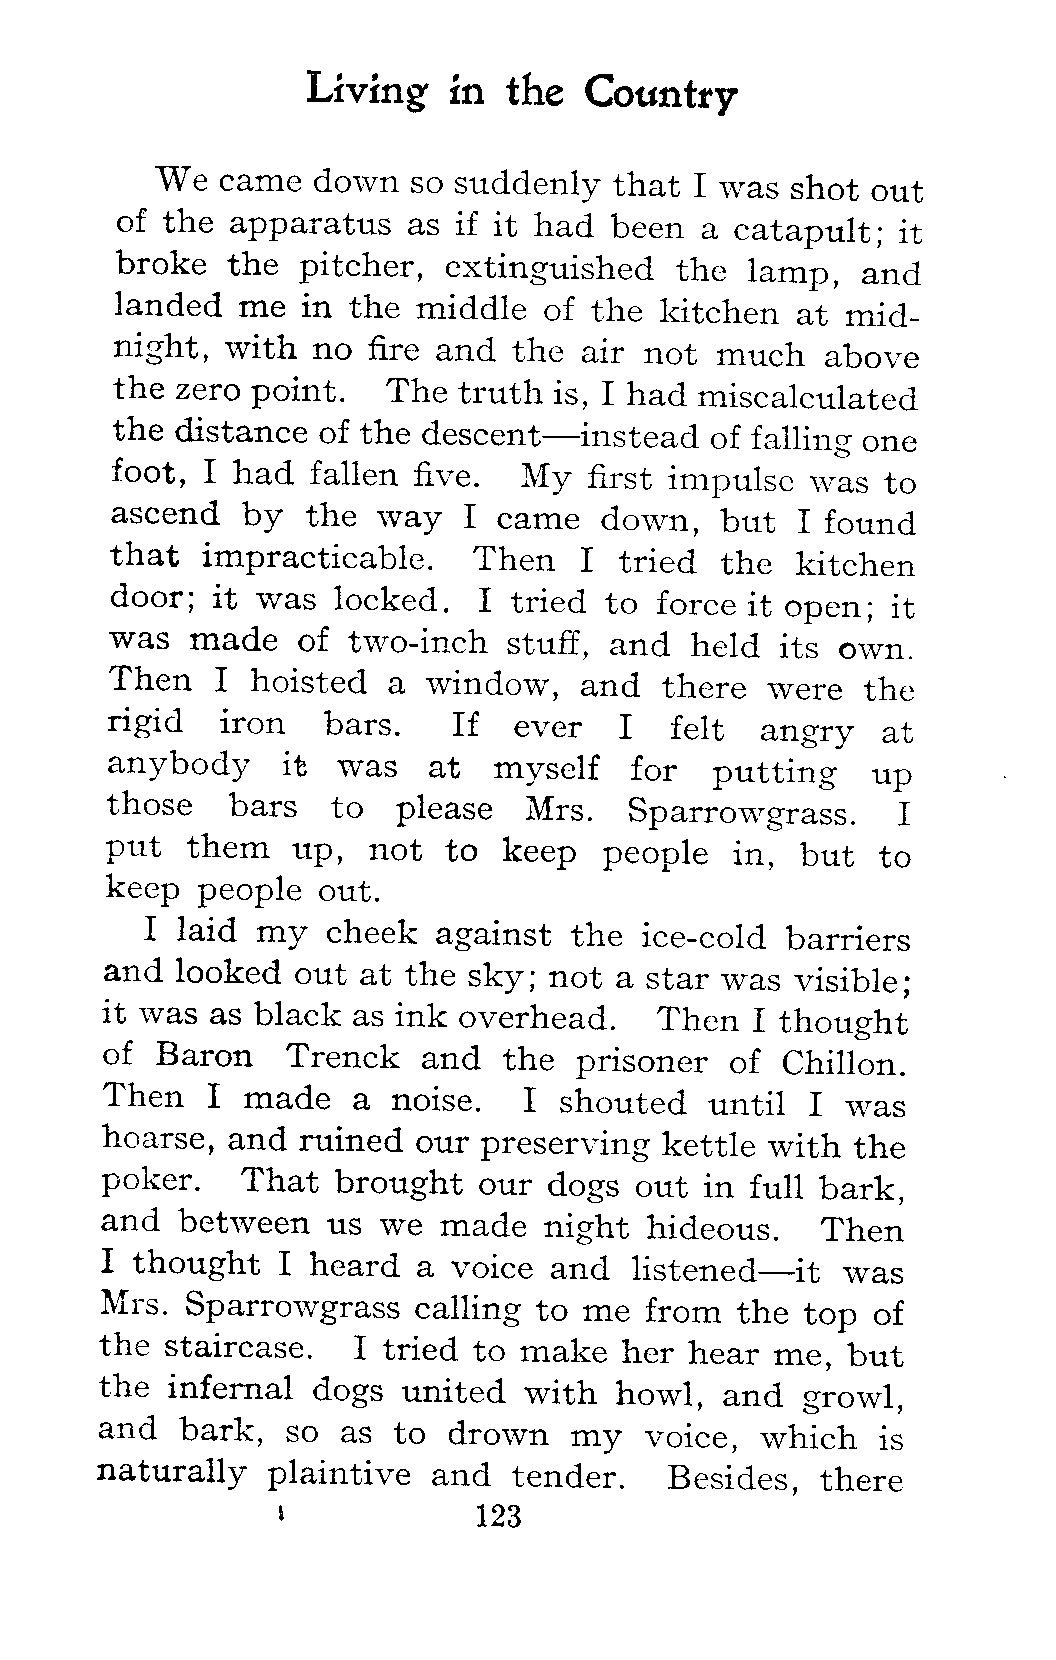 Living in the Country
We came down so suddenly that I was shot out
of the apparatus as if it had been a catapult; it
broke the pitcher, extinguished the lamp, and
landed me in the middle of the kitchen at mid-
night, with no fire and the air not much above
the zero point. The truth is, I had miscalculated
the distance of the descent—instead of falling one
foot, I had fallen five. My first impulse was to
ascend by the way I came down, but I found
that impracticable. Then I tried the kitchen
door; it was locked. I tried to force it open; it
was made of two-inch stuff, and held its own.
Then I hoisted a window, and there were the
rigid iron bars. If ever I felt angry at
anybody it was at myself for putting up
those bars to please Mrs. Sparrowgrass. I
put them up, not to keep people in, but to
keep people out.
I laid my cheek against the ice-cold barriers
and looked out at the sky; not a star was visible;
it was as black as ink overhead. Then I thought
of Baron Trenck and the prisoner of Chillon.
Then I made a noise. I shouted until I was
hoarse, and ruined our preserving kettle with the
poker. That brought our dogs out in full bark,
and between us we made night hideous. Then
I thought I heard a voice and listened—it was
Mrs. Sparrowgrass calling to me from the top of
the staircase. I tried to make her hear me, but
the infernal dogs united with howl, and growl,
and bark, so as to drown my voice, which is
naturally plaintive and tender. Besides, there
123